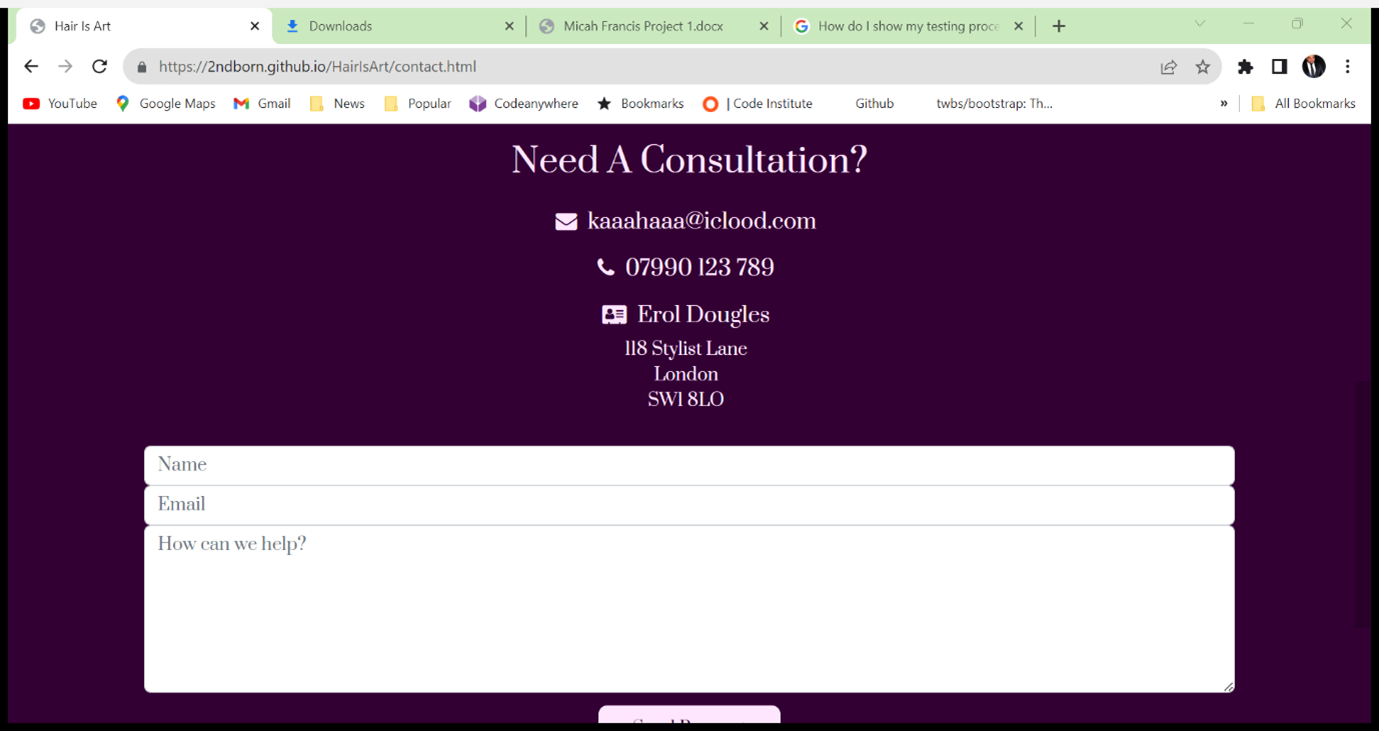 Hair Is Art
Downloads
Micah Francis Project 1.docx
How do I show my testing proce
https://2ndborn.github.io/HairIsArt/contact.html
YouTube Google Maps Gmail News Popular Codeanywhere Bookmarks | Code Institute Github twbs/bootstrap: Th... » All Bookmarks
Need A Consultation?
kaaahaaa@iclood.com
07990 123 789
Erol Dougles
118 Stylist Lane
London
SW1 8LO
Name
Email
How can we help?